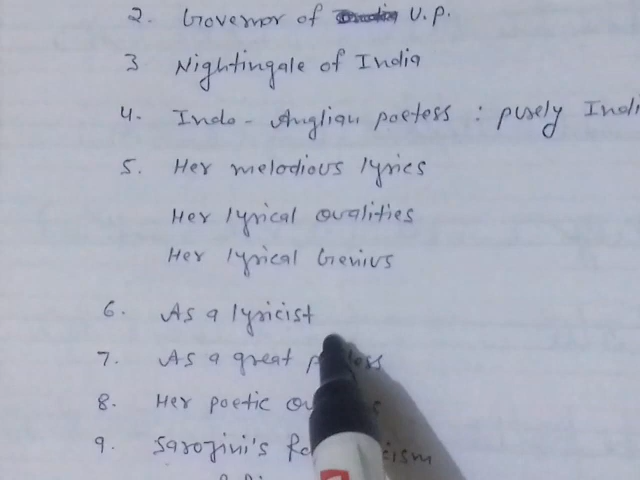 2. Governor of U.P.
3 Nightingale of India
4. Indo-Anglian poetess : purely Indi
5. Her melodious lyrics
Her lyrical Qualities
Her lyrical Genius
6. As a lyricist
7. As a great
8. Her poetic
9. Sarojini's